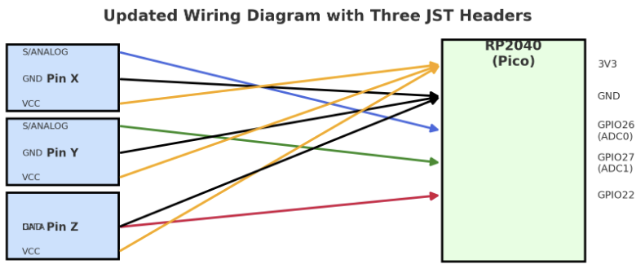 Updated Wiring Diagram with Three JST Headers
S/ANALOG
GND Pin X
VCC
S/ANALOG
GND Pin Y
VCC
Pin Z
VCC
RP2040
(Pico)
3V3
GND
GPIO26
(ADC0)
GPIO27
(ADC1)
GPIO22